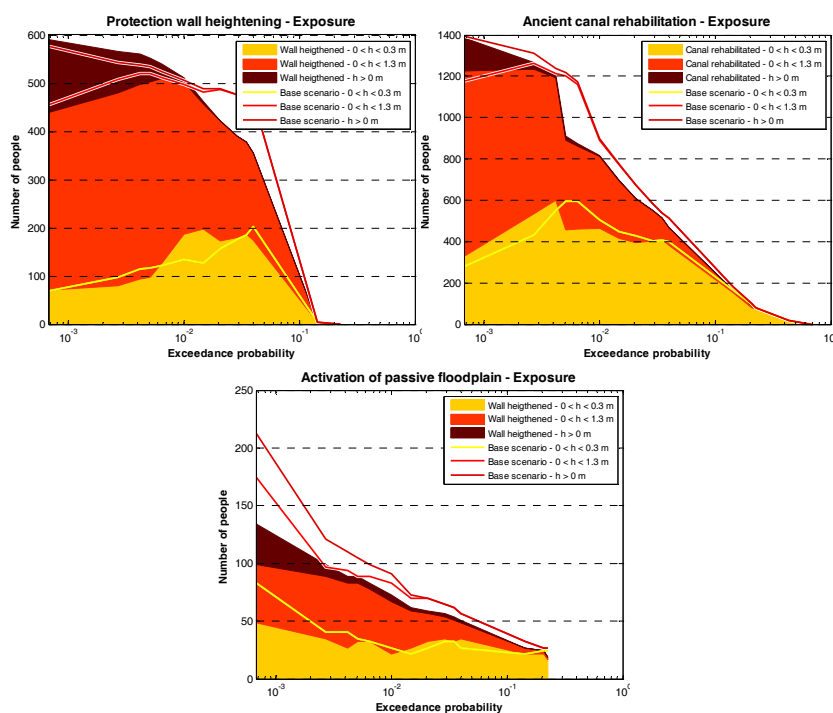 Protection wall heightening - Exposure
600
500
400
300
200
100
0
Number of people
Wall heigthened - 0 < h < 0.3 m
Wall heigthened - 0 < h < 1.3 m
Wall heigthened - h > 0 m
Base scenario - 0 < h < 0.3 m
Base scenario - 0 < h < 1.3 m
Base scenario - h > 0 m
10-3
10-2
10-1
100
Exceedance probability
Ancient canal rehabilitation - Exposure
1400
1200
1000
800
600
400
200
0
Number of people
Canal rehabilitated - 0 < h < 0.3 m
Canal rehabilitated - 0 < h < 1.3 m
Canal rehabilitated - h > 0 m
Base scenario - 0 < h < 0.3 m
Base scenario - 0 < h < 1.3 m
Base scenario - h > 0 m
10-3
10-2
10-1
100
Exceedance probability
Activation of passive floodplain - Exposure
250
200
150
100
50
0
Number of people
Wall heigthened - 0 < h < 0.3 m
Wall heigthened - 0 < h < 1.3 m
Wall heigthened - h > 0 m
Base scenario - 0 < h < 0.3 m
Base scenario - 0 < h < 1.3 m
Base scenario - h > 0 m
10-3
10-2
10-1
100
Exceedance probability